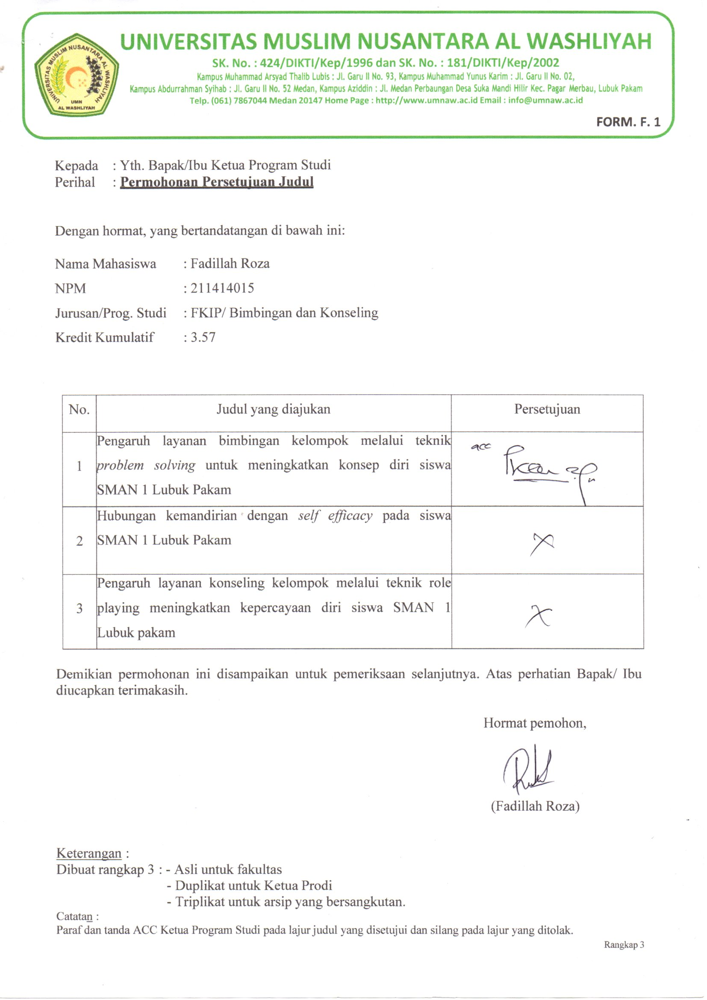 UNIVERSITAS MUSLIM NUSANTARA AL WASHLIYAH
UMN
AL WASHLIYAH
UNIVERSITAS MUSLIM NUSANTARA AL WASHLIYAH
SK. No. : 424/DIKTI/Kep/1996 dan SK. No. : 181/DIKTI/Kep/2002
Kampus Muhammad Arsyad Thalib Lubis : Jl. Garu II No. 93, Kampus Muhammad Yunus Karim : Jl. Garu II No. 02,
Kampus Abdurrahman Syihab : Jl. Garu II No. 52 Medan, Kampus Aziddin : Jl. Medan Perbaungan Desa Suka Mandi Hilir Kec. Pagar Merbau, Lubuk Pakam
Telp. (061) 7867044 Medan 20147 Home Page : http://www.umnaw.ac.id Email : info@umnaw.ac.id
FORM. F. 1
Kepada : Yth. Bapak/Ibu Ketua Program Studi
Perihal : Permohonan Persetujuan Judul
Dengan hormat, yang bertandatangan di bawah ini:
Nama Mahasiswa : Fadillah Roza
NPM : 211414015
Jurusan/Prog. Studi : FKIP/ Bimbingan dan Konseling
Kredit Kumulatif : 3.57
No. Judul yang diajukan Persetujuan
Pengaruh layanan bimbingan kelompok melalui teknik acc
1 problem solving untuk meningkatkan konsep diri siswa
SMAN 1 Lubuk Pakam
Hubungan kemandirian dengan self efficacy pada siswa
2 SMAN 1 Lubuk Pakam
Pengaruh layanan konseling kelompok melalui teknik role
3 playing meningkatkan kepercayaan diri siswa SMAN 1
Lubuk pakam
Demikian permohonan ini disampaikan untuk pemeriksaan selanjutnya. Atas perhatian Bapak/ Ibu
diucapkan terimakasih.
Hormat pemohon,
(Fadillah Roza)
Keterangan :
Dibuat rangkap 3 : - Asli untuk fakultas
- Duplikat untuk Ketua Prodi
- Triplikat untuk arsip yang bersangkutan.
Catatan :
Paraf dan tanda ACC Ketua Program Studi pada lajur judul yang disetujui dan silang pada lajur yang ditolak.
Rangkap 3